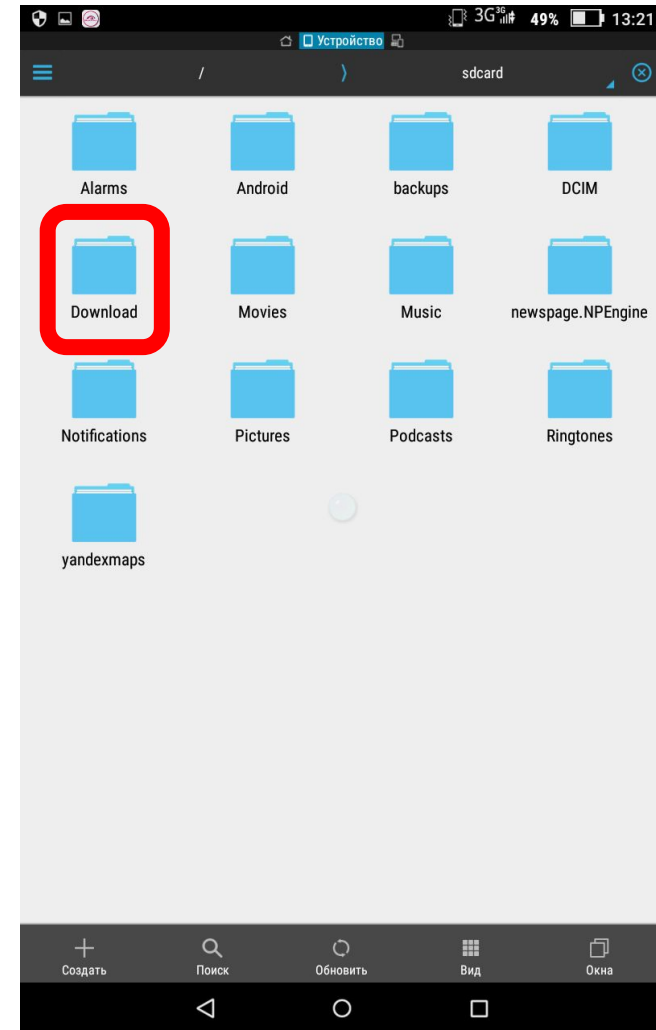 3G 3G 49% 13:21
Устройство
/ sdcard
Alarms Android backups DCIM
Download Movies Music newspage.NPEngine
Notifications Pictures Podcasts Ringtones
yandexmaps
Создать Поиск Обновить Вид Окна